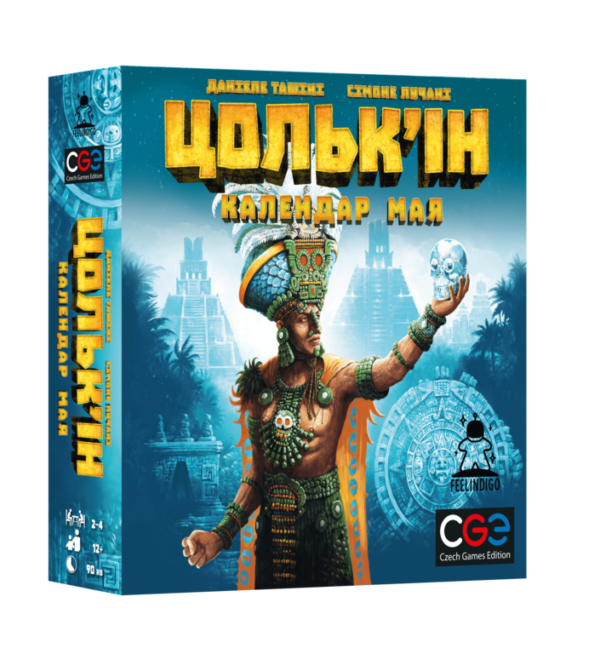 ДАНІЕЛЕ ТАШІНІ СІМОНЕ ЛУЧАНІ
ЦОЛЬК'ІН
КАЛЕНДАР МАЯ
FEELINDIGO
CGE
Czech Games Edition
FEELINDIGO
CGE
Czech Games Edition
ЦОЛЬК'ІН
КАЛЕНДАР МАЯ
2-4
12+
90 хв